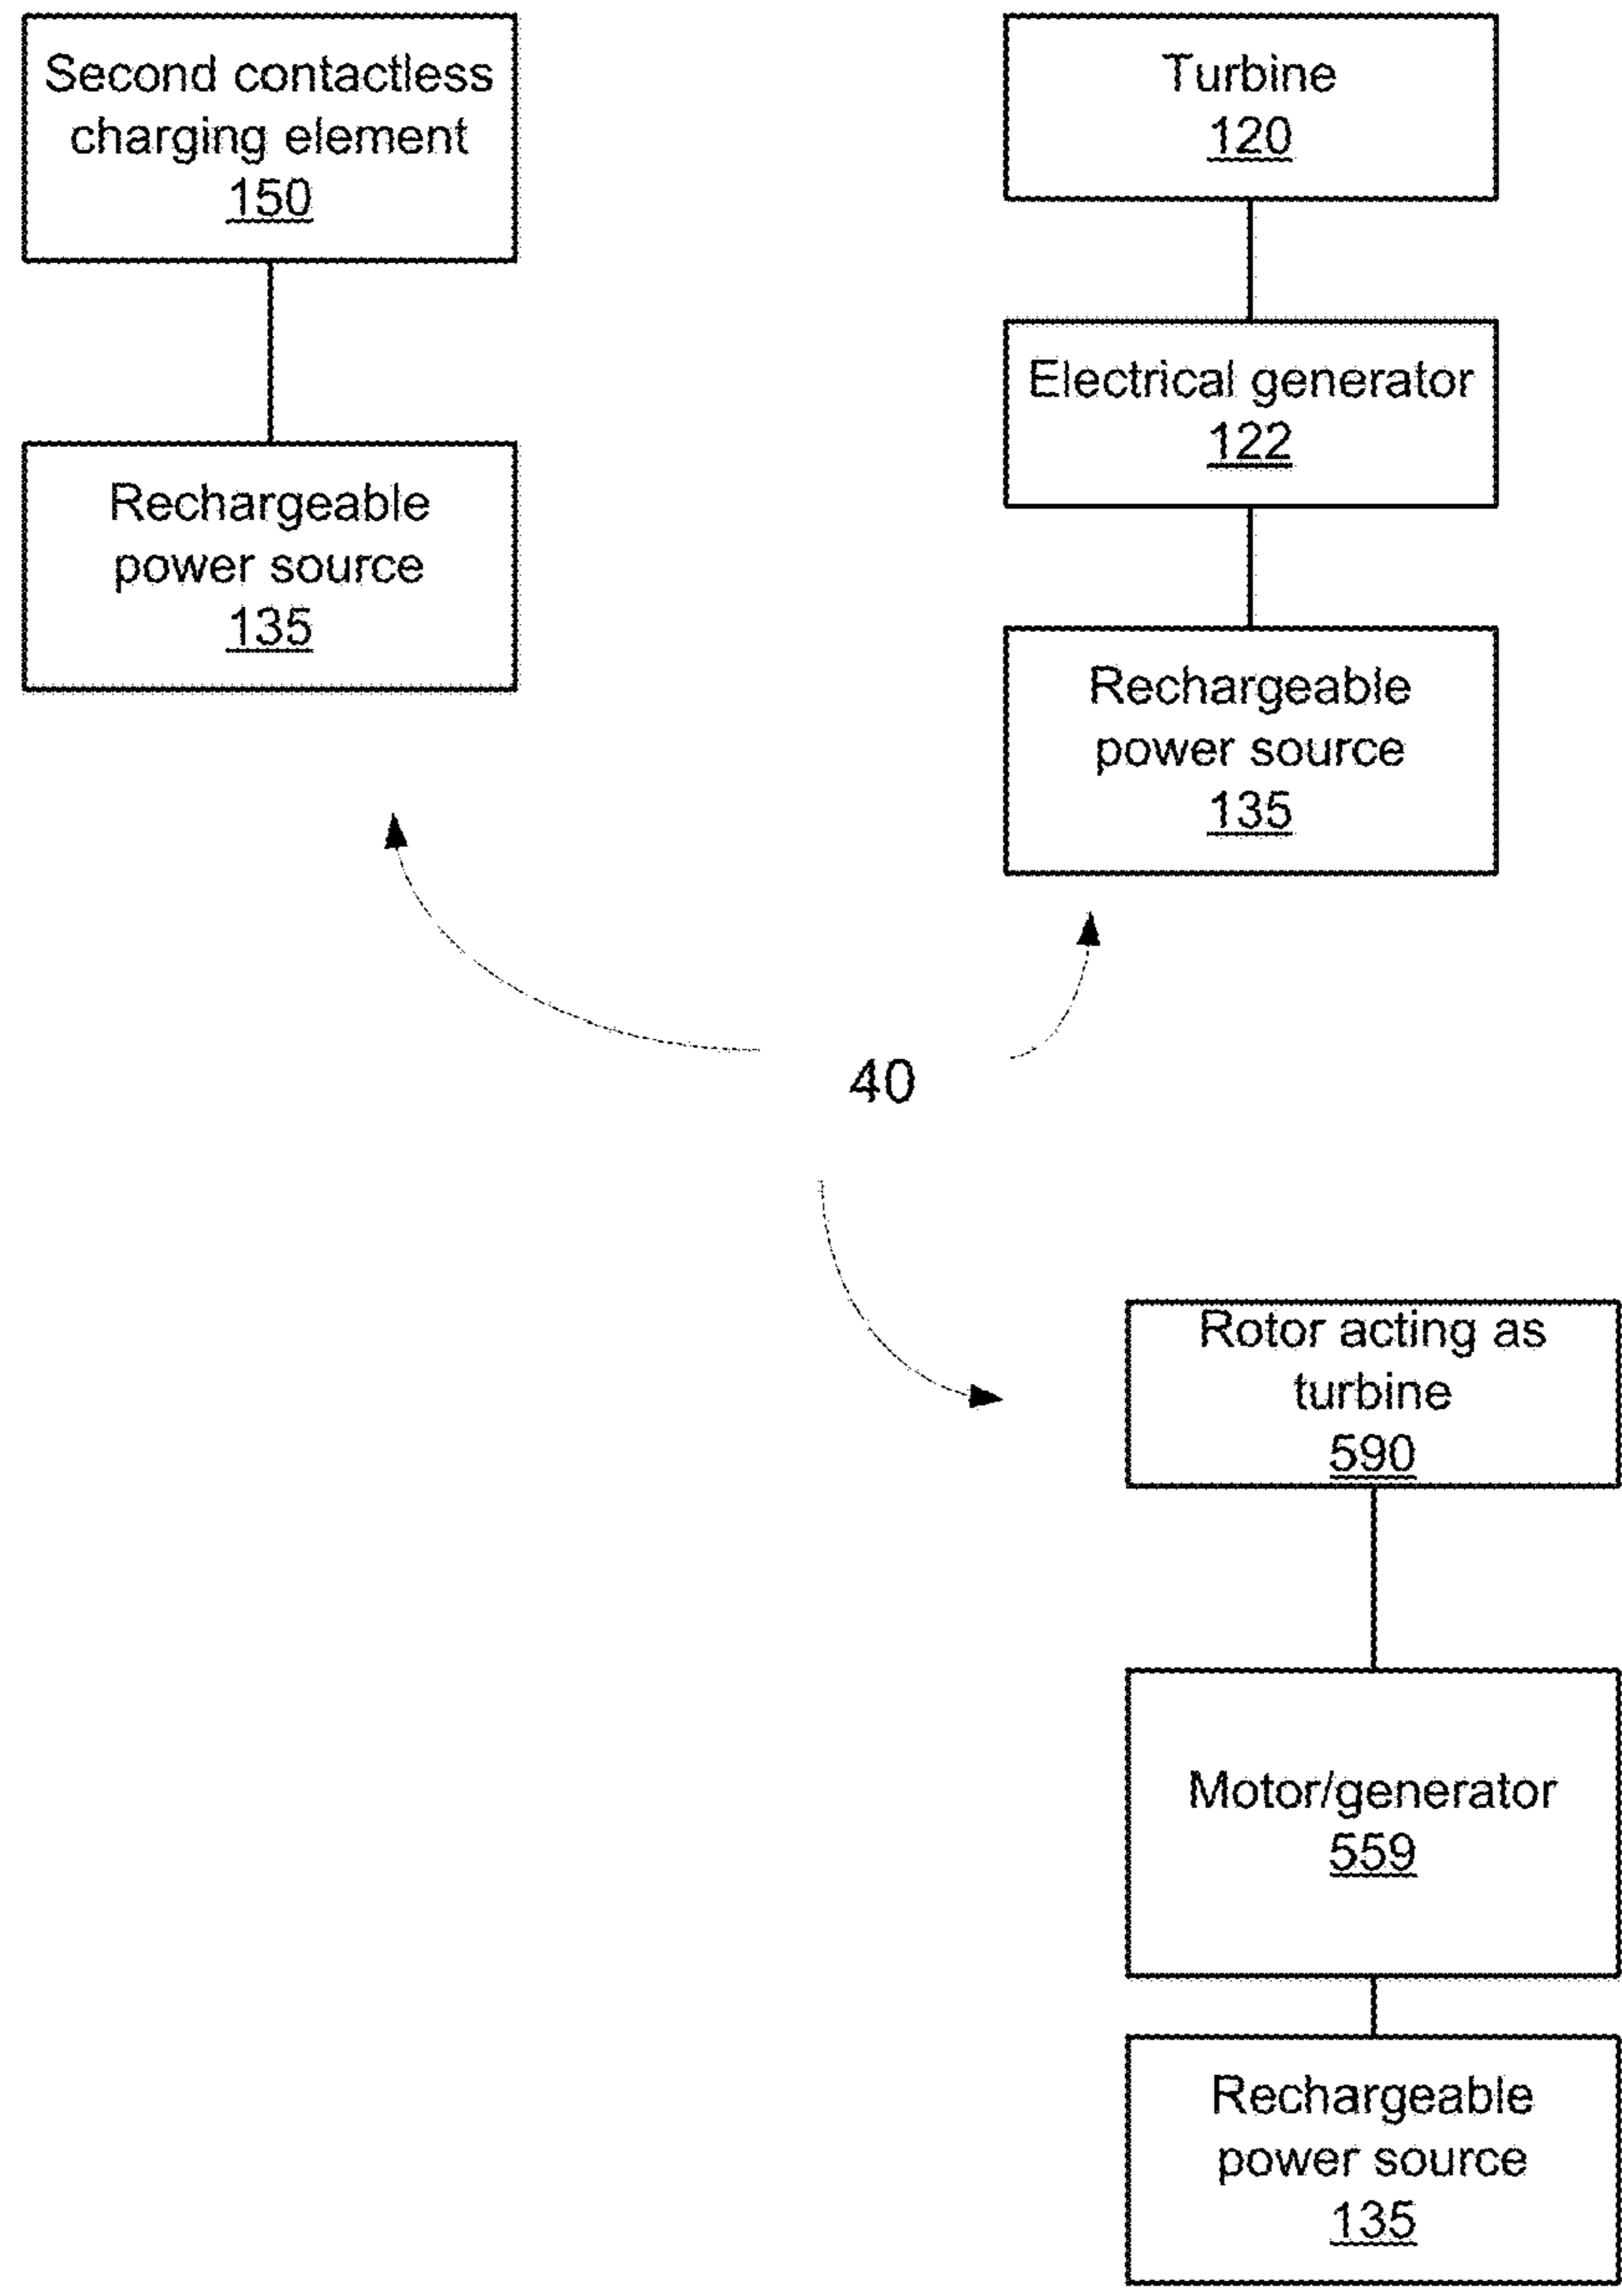 Second contactless
charging element
150
Rechargeable
power source
135
Turbine
120
Electrical generator
122
Rechargeable
power source
135
40
Rotor acting as
turbine
590
Motor/generator
559
Rechargeable
power source
135